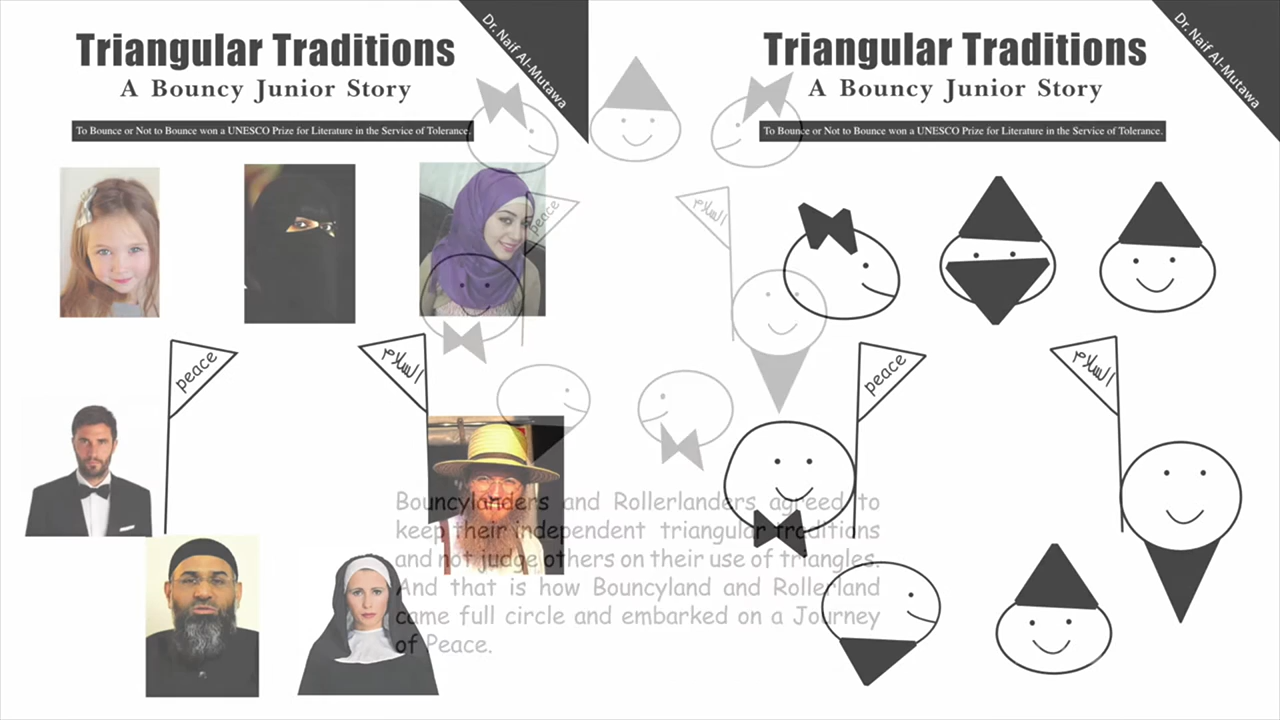 Triangular Traditions
A Bouncy Junior Story
Dr. Naif Al-Mutawa
To Bounce or Not to Bounce won a UNESCO Prize for Literature in the Service of Tolerance.
peace
السلام
Triangular Traditions
A Bouncy Junior Story
Dr. Naif Al-Mutawa
To Bounce or Not to Bounce won a UNESCO Prize for Literature in the Service of Tolerance.
peace
السلام
peace
السلام
Bouncylanders and Rollerlanders agreed to
keep their independent triangular traditions
and not judge others on their use of triangles.
And that is how Bouncyland and Rollerland
came full circle and embarked on a Journey
of Peace.